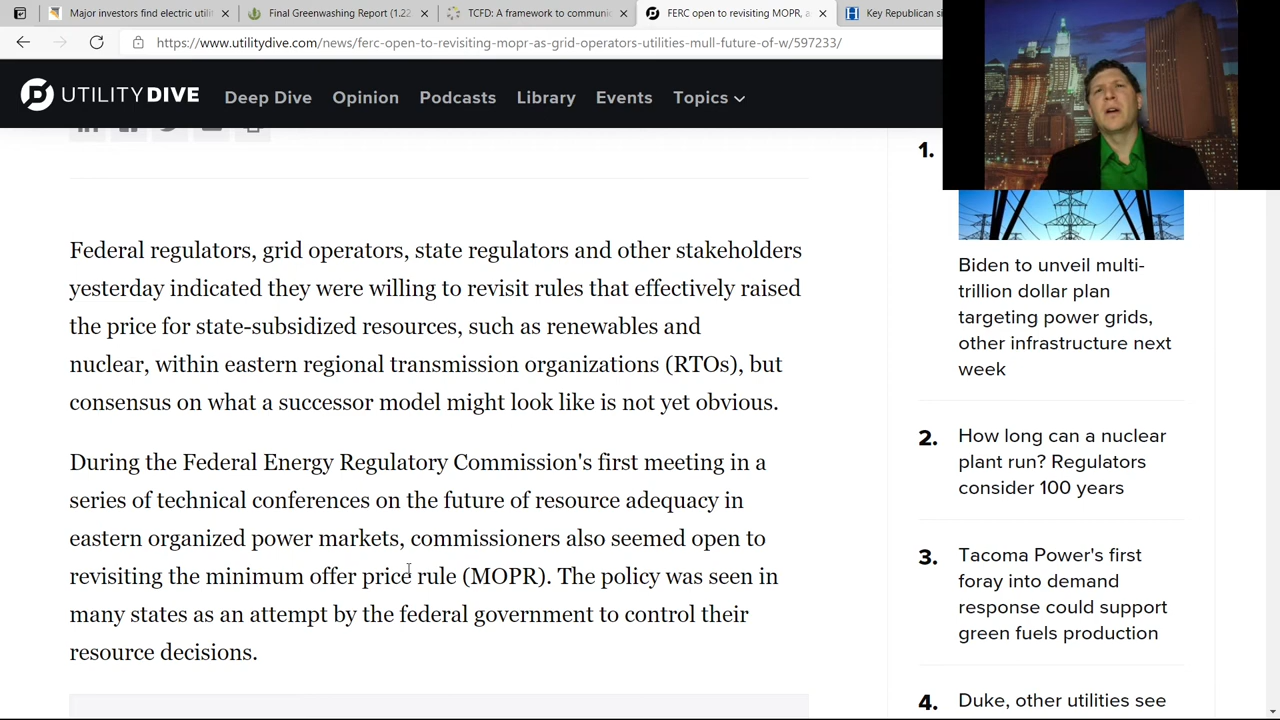 Major investors find electric utili
Final Greenwashing Report (1.22
TCFD: A framework to communic
FERC open to revisiting MOPR, a
Key Republican si
https://www.utilitydive.com/news/ferc-open-to-revisiting-mopr-as-grid-operators-utilities-mull-future-of-w/597233/
UTILITY DIVE
Deep Dive Opinion Podcasts Library Events Topics
Federal regulators, grid operators, state regulators and other stakeholders
yesterday indicated they were willing to revisit rules that effectively raised
the price for state-subsidized resources, such as renewables and
nuclear, within eastern regional transmission organizations (RTOs), but
consensus on what a successor model might look like is not yet obvious.
During the Federal Energy Regulatory Commission's first meeting in a
series of technical conferences on the future of resource adequacy in
eastern organized power markets, commissioners also seemed open to
revisiting the minimum offer price rule (MOPR). The policy was seen in
many states as an attempt by the federal government to control their
resource decisions.
1.
Biden to unveil multi-
trillion dollar plan
targeting power grids,
other infrastructure next
week
2. How long can a nuclear
plant run? Regulators
consider 100 years
3. Tacoma Power's first
foray into demand
response could support
green fuels production
4. Duke, other utilities see